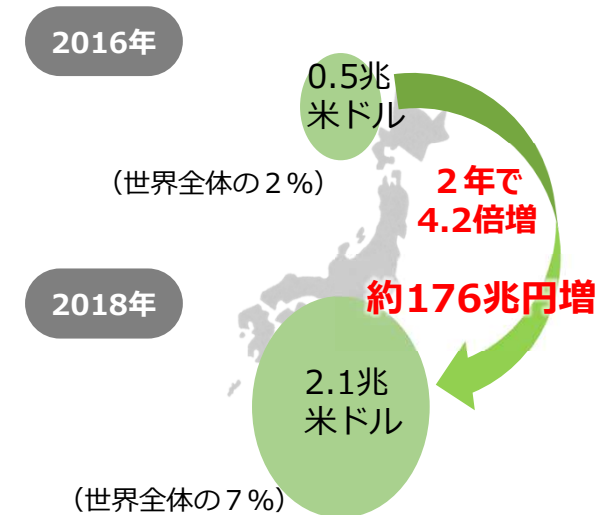 2016年
0.5兆
米ドル
（世界全体の２%）
２年で
4.2倍増
2018年
約176兆円増
2.1兆
米ドル
（世界全体の７%）